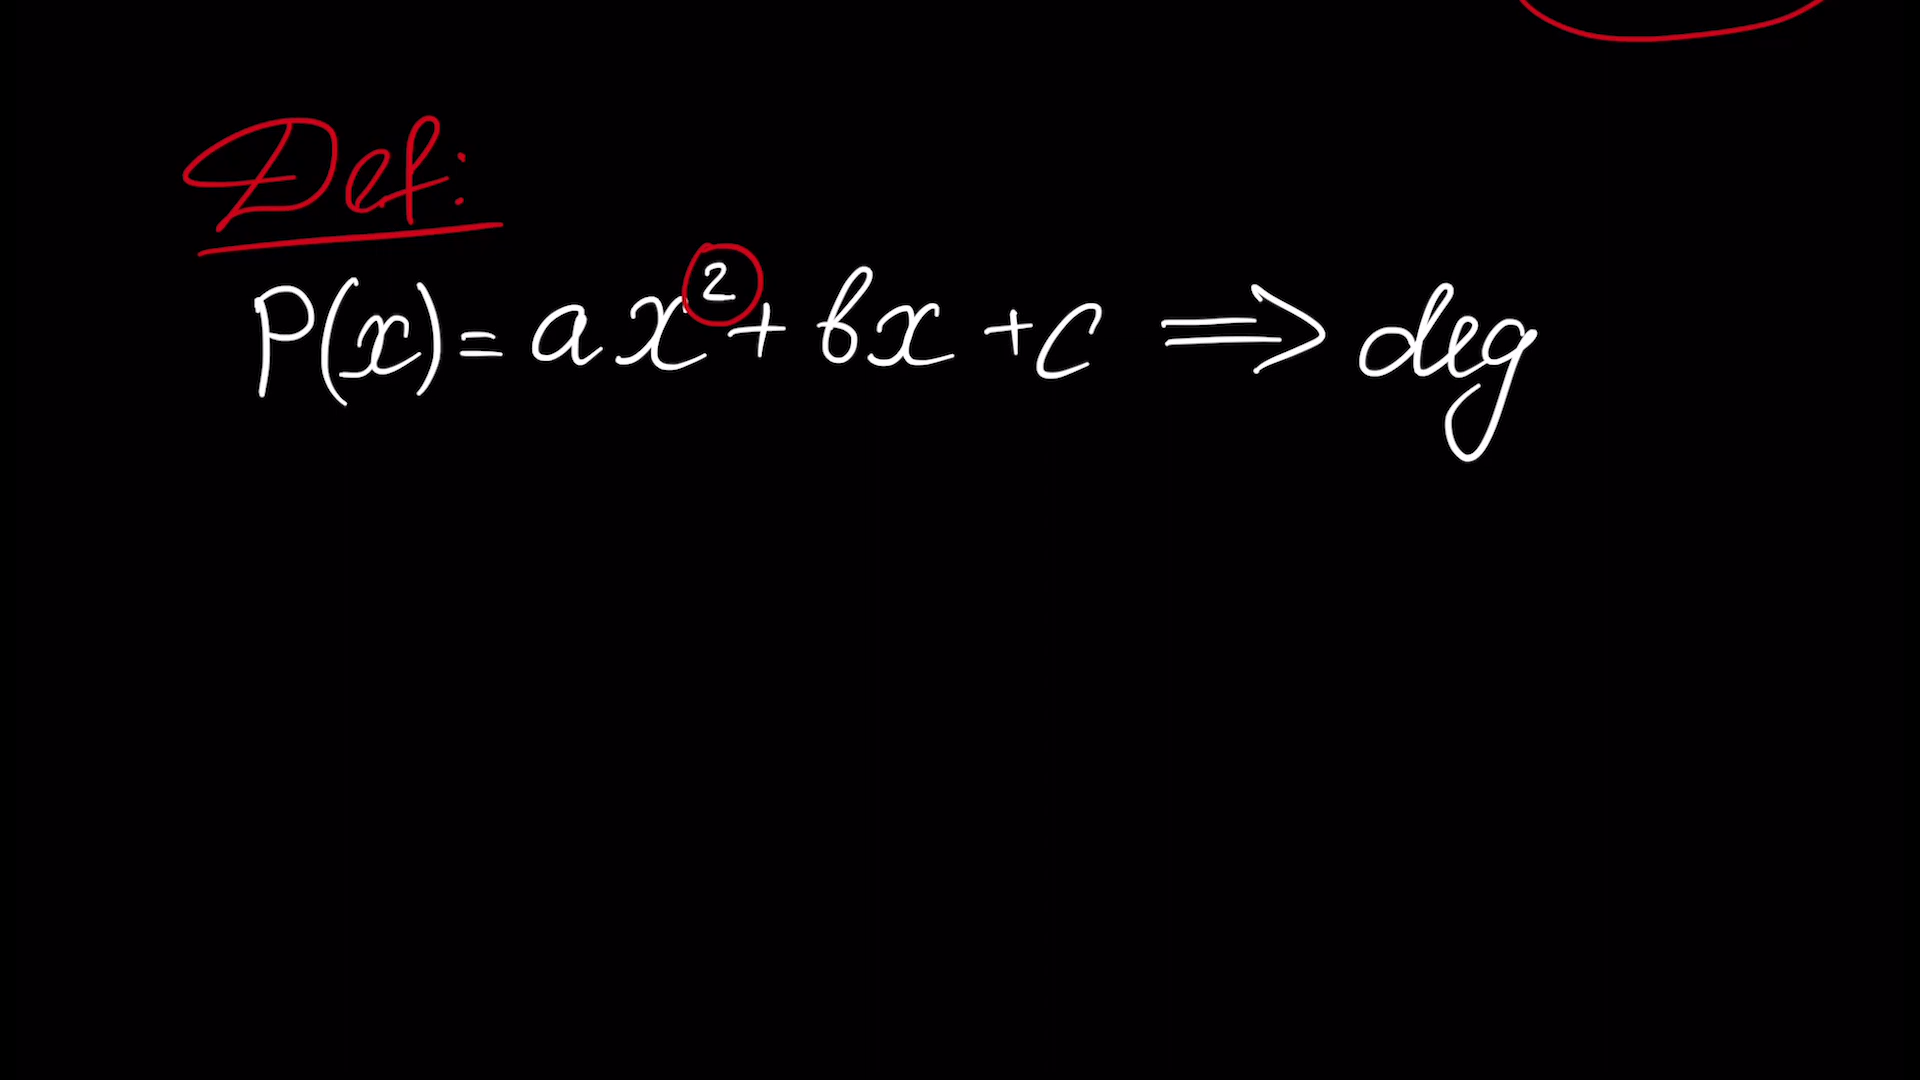 Def:
P(x) = ax² + bx + c ⟹ deg